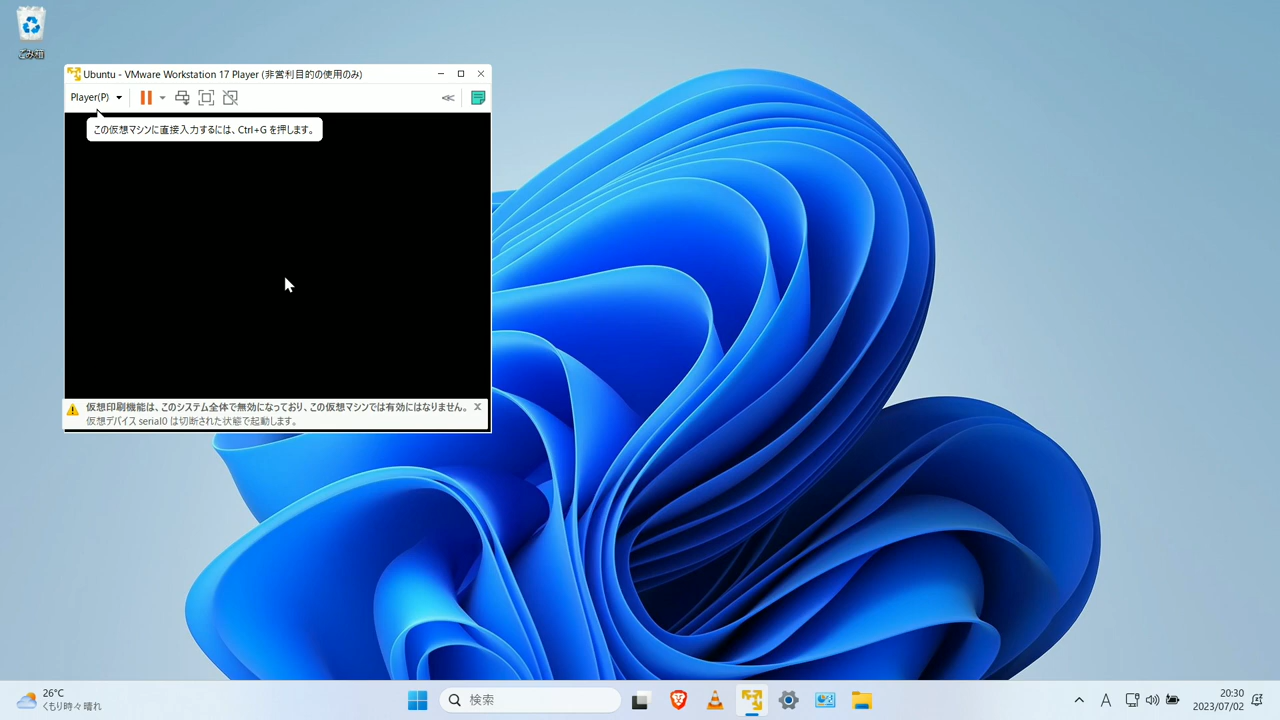 ごみ箱
Ubuntu - VMware Workstation 17 Player (非営利目的の使用のみ)
Player(P)
この仮想マシンに直接入力するには、Ctrl+G を押します。
仮想印刷機能は、このシステム全体で無効になっており、この仮想マシンでは有効にはなりません。
仮想デバイス serial0 は切断された状態で起動します。
26°C
くもり時々晴れ
検索
A
20:30
2023/07/02